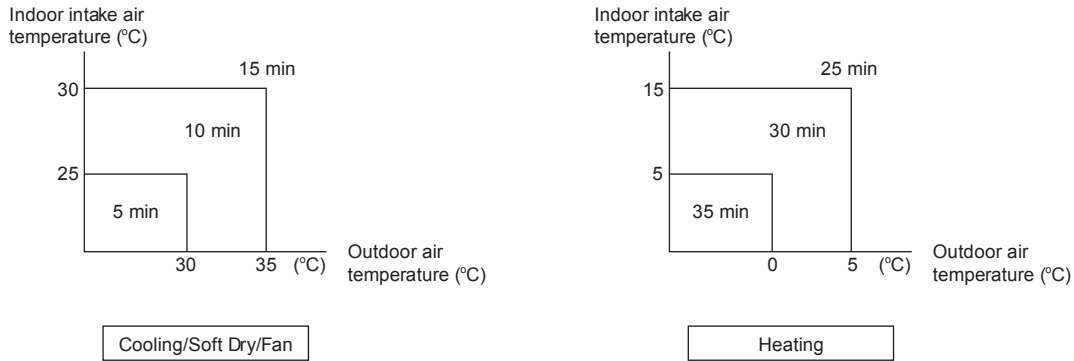 Indoor intake air
temperature (°C)
15 min
30
10 min
25
5 min
30 35 (°C)
Outdoor air
temperature (°C)
Cooling/Soft Dry/Fan
Indoor intake air
temperature (°C)
25 min
15
30 min
5
35 min
0 5 (°C)
Outdoor air
temperature (°C)
Heating